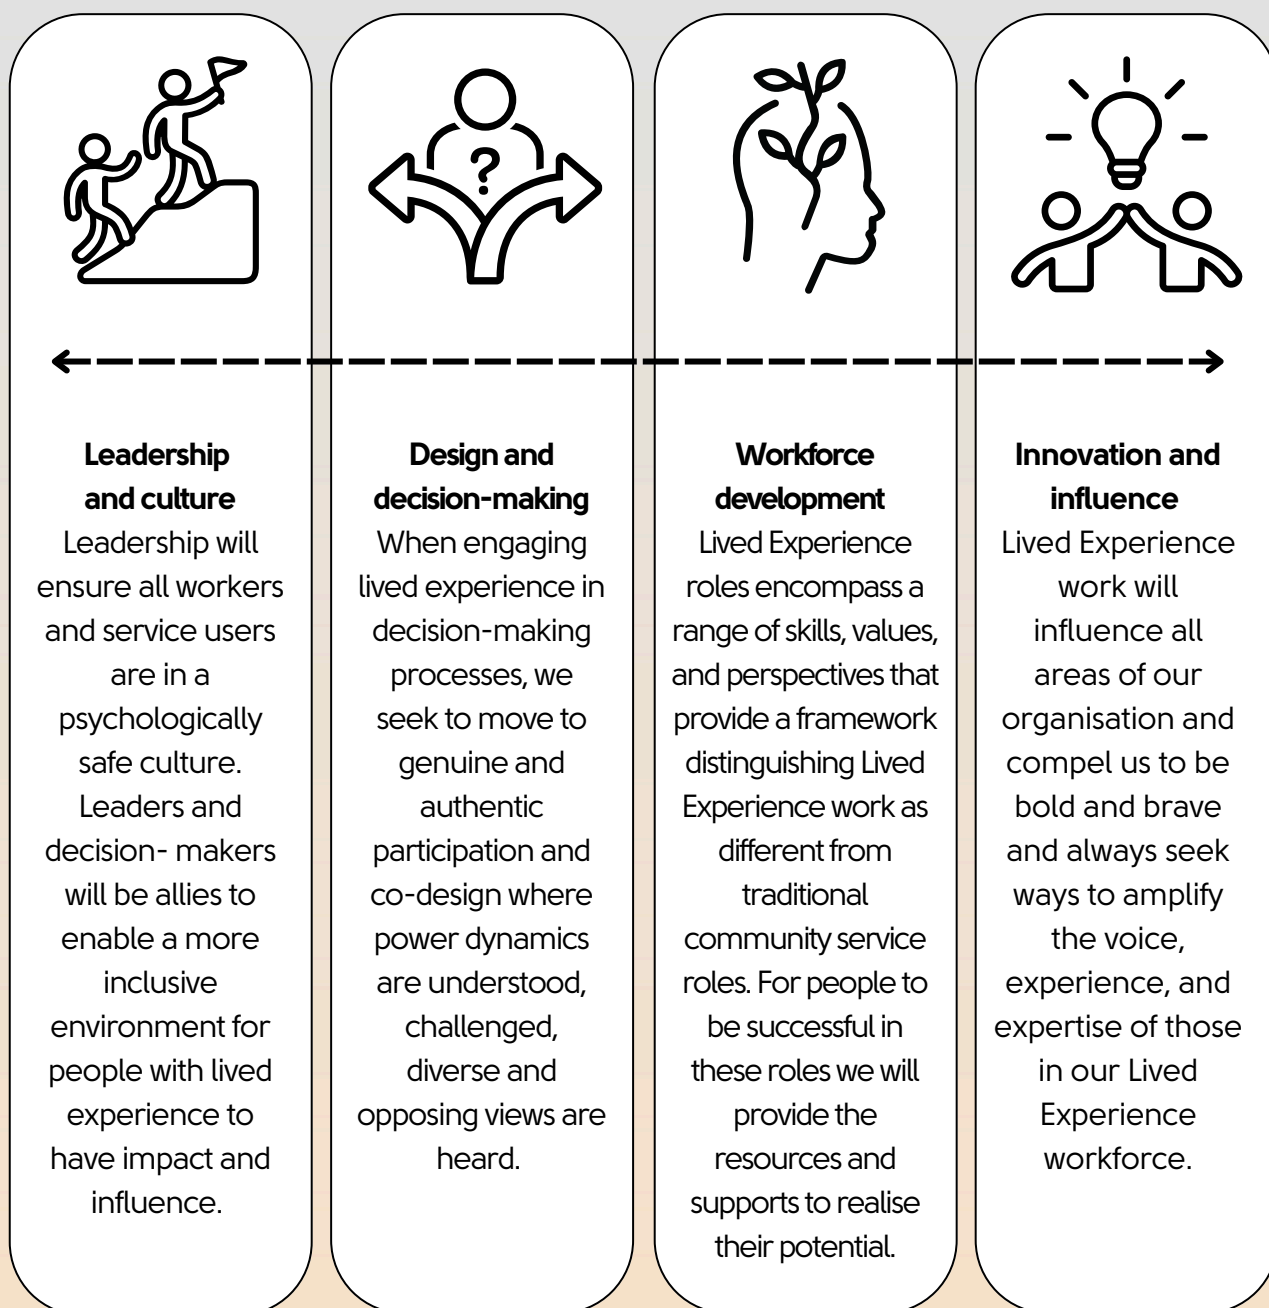 ?
Leadership
and culture
Leadership will
ensure all workers
and service users
are in a
psychologically
safe culture.
Leaders and
decision- makers
will be allies to
enable a more
inclusive
environment for
people with lived
experience to
have impact and
influence.
Design and
decision-making
When engaging
lived experience in
decision-making
processes, we
seek to move to
genuine and
authentic
participation and
co-design where
power dynamics
are understood,
challenged,
diverse and
opposing views are
heard.
Workforce
development
Lived Experience
roles encompass a
range of skills, values,
and perspectives that
provide a framework
distinguishing Lived
Experience work as
different from
traditional
community service
roles. For people to
be successful in
these roles we will
provide the
resources and
supports to realise
their potential.
Innovation and
influence
Lived Experience
work will
influence all
areas of our
organisation and
compel us to be
bold and brave
and always seek
ways to amplify
the voice,
experience, and
expertise of those
in our Lived
Experience
workforce.